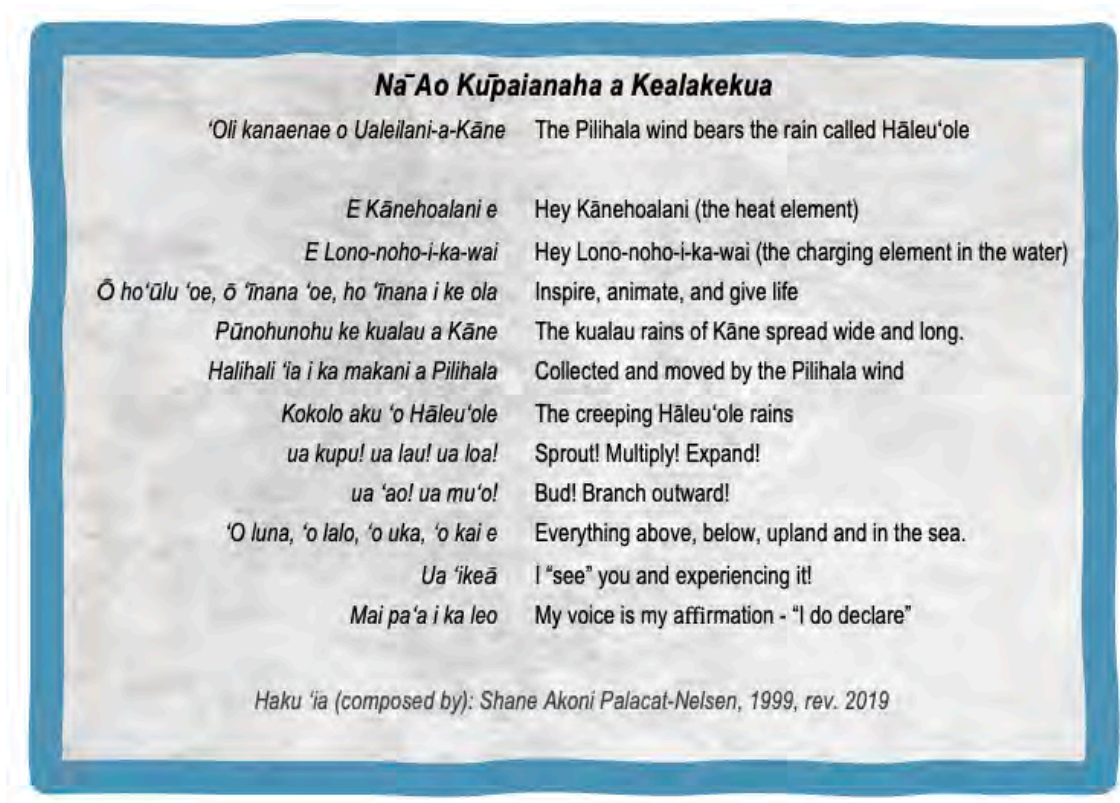 Nā Ao Kūpaianaha a Kealakekua
ʻOli kanaenae o Ualeilani-a-Kāne The Pilihala wind bears the rain called Hāleuʻole
E Kānehoalani e Hey Kānehoalani (the heat element)
E Lono-noho-i-ka-wai Hey Lono-noho-i-ka-wai (the charging element in the water)
Ō hoʻūlu ʻoe, ō ʻīnana ʻoe, ho ʻīnana i ke ola Inspire, animate, and give life
Pūnohunohu ke kualau a Kāne The kualau rains of Kāne spread wide and long.
Halihali ʻia i ka makani a Pilihala Collected and moved by the Pilihala wind
Kokolo aku ʻo Hāleuʻole The creeping Hāleuʻole rains
ua kupu! ua lau! ua loa! Sprout! Multiply! Expand!
ua ʻao! ua muʻo! Bud! Branch outward!
ʻO luna, ʻo lalo, ʻo uka, ʻo kai e Everything above, below, upland and in the sea.
Ua ʻikeā I “see” you and experiencing it!
Mai paʻa i ka leo My voice is my affirmation - “I do declare”
Haku ʻia (composed by): Shane Akoni Palacat-Nelsen, 1999, rev. 2019